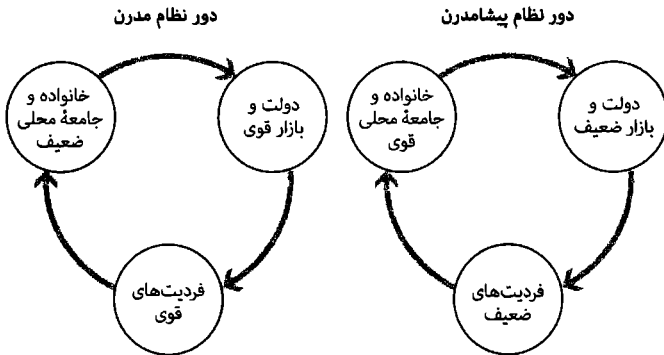 دور نظام پیشامدرن
خانواده و
جامعهٔ محلی
قوی
دولت و
بازار ضعیف
فردیت‌های
ضعیف
دور نظام مدرن
خانواده و
جامعهٔ محلی
ضعیف
دولت و
بازار قوی
فردیت‌های
قوی